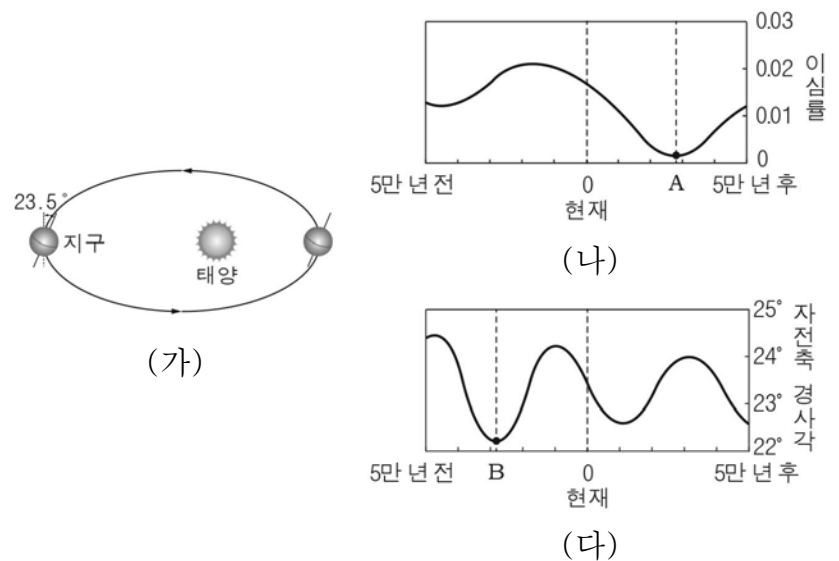 23.5°
지구
태양
(가)
0.03
0.02
0.01
0
이심률
5만 년 전
0
A
5만 년 후
현재
(나)
25°
24°
23°
22°
자전축 경사각
5만 년 전
B
0
5만 년 후
현재
(다)